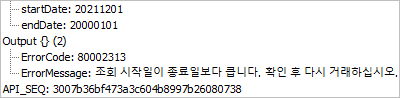 startDate: 20211201
endDate: 20000101
Output {} (2)
ErrorCode: 80002313
ErrorMessage: 조회 시작일이 종료일보다 큽니다. 확인 후 다시 거래하십시오.
API_SEQ: 3007b36bf473a3c604b8997b26080738